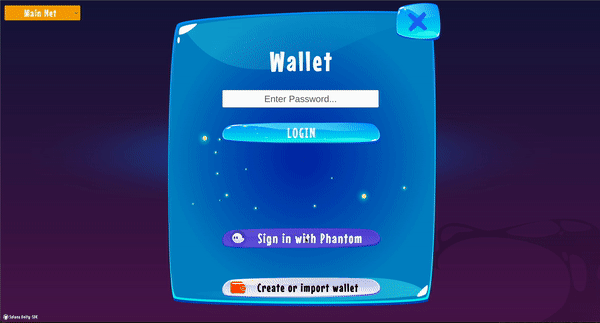 Main Net
Wallet
Enter Password...
LOGIN
Sign in with Phantom
Create or import wallet
Solana Unity SDK